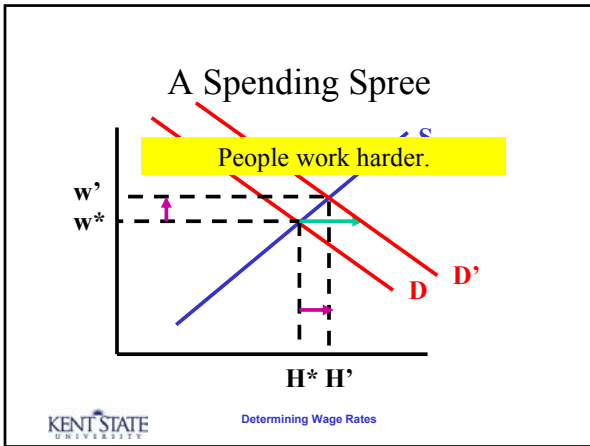 A Spending Spree
S
People work harder.
w’
w*
D’
D
H* H’
KENT STATE
UNIVERSITY
Determining Wage Rates